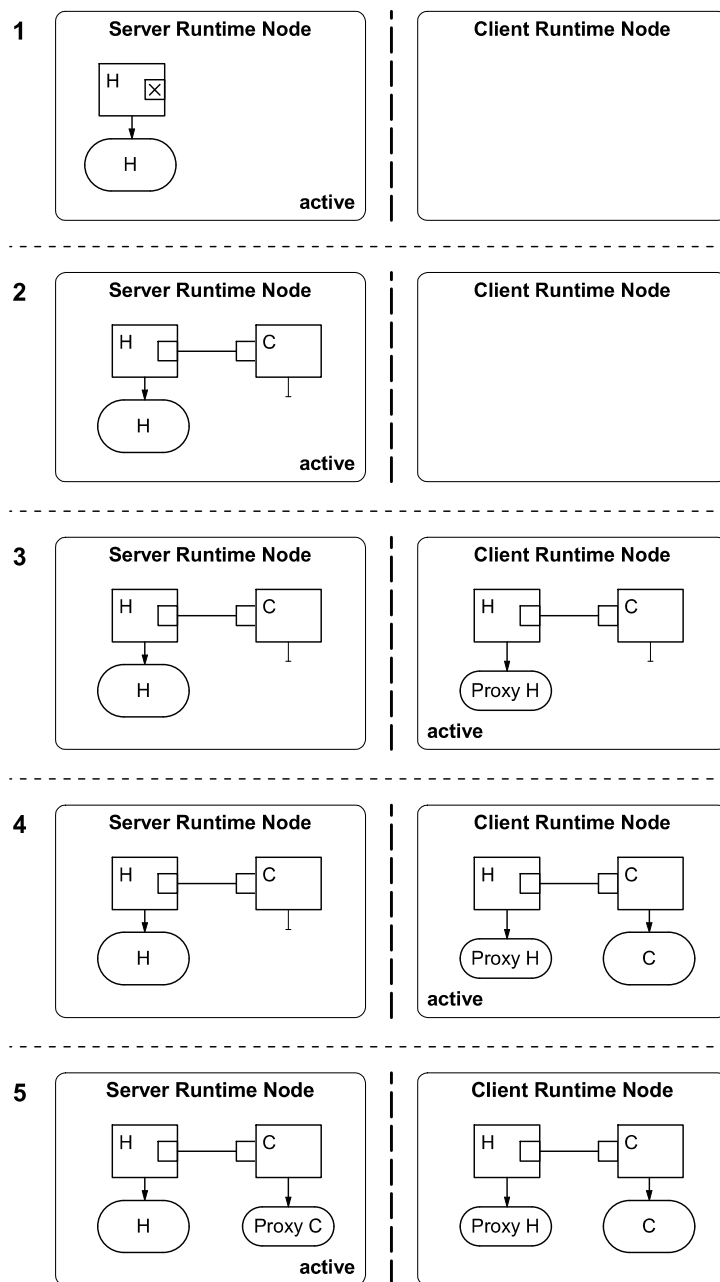 1
Server Runtime Node
Client Runtime Node
H
H
active
2
Server Runtime Node
Client Runtime Node
H
C
H
active
3
Server Runtime Node
Client Runtime Node
H
C
H
C
H
Proxy H
active
4
Server Runtime Node
Client Runtime Node
H
C
H
C
H
Proxy H
C
active
5
Server Runtime Node
Client Runtime Node
H
C
H
C
H
Proxy C
Proxy H
C
active